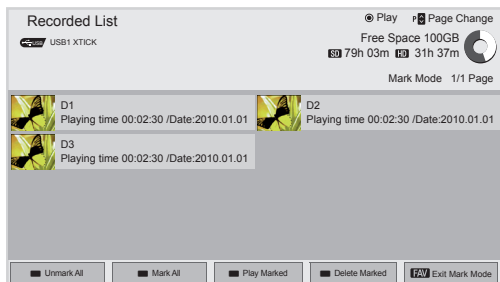 Recorded List
Play P Page Change
USB1 XTICK
Free Space 100GB
SD 79h 03m HD 31h 37m
Mark Mode 1/1 Page
D1
Playing time 00:02:30 /Date:2010.01.01
D2
Playing time 00:02:30 /Date:2010.01.01
D3
Playing time 00:02:30 /Date:2010.01.01
Unmark All
Mark All
Play Marked
Delete Marked
FAV Exit Mark Mode